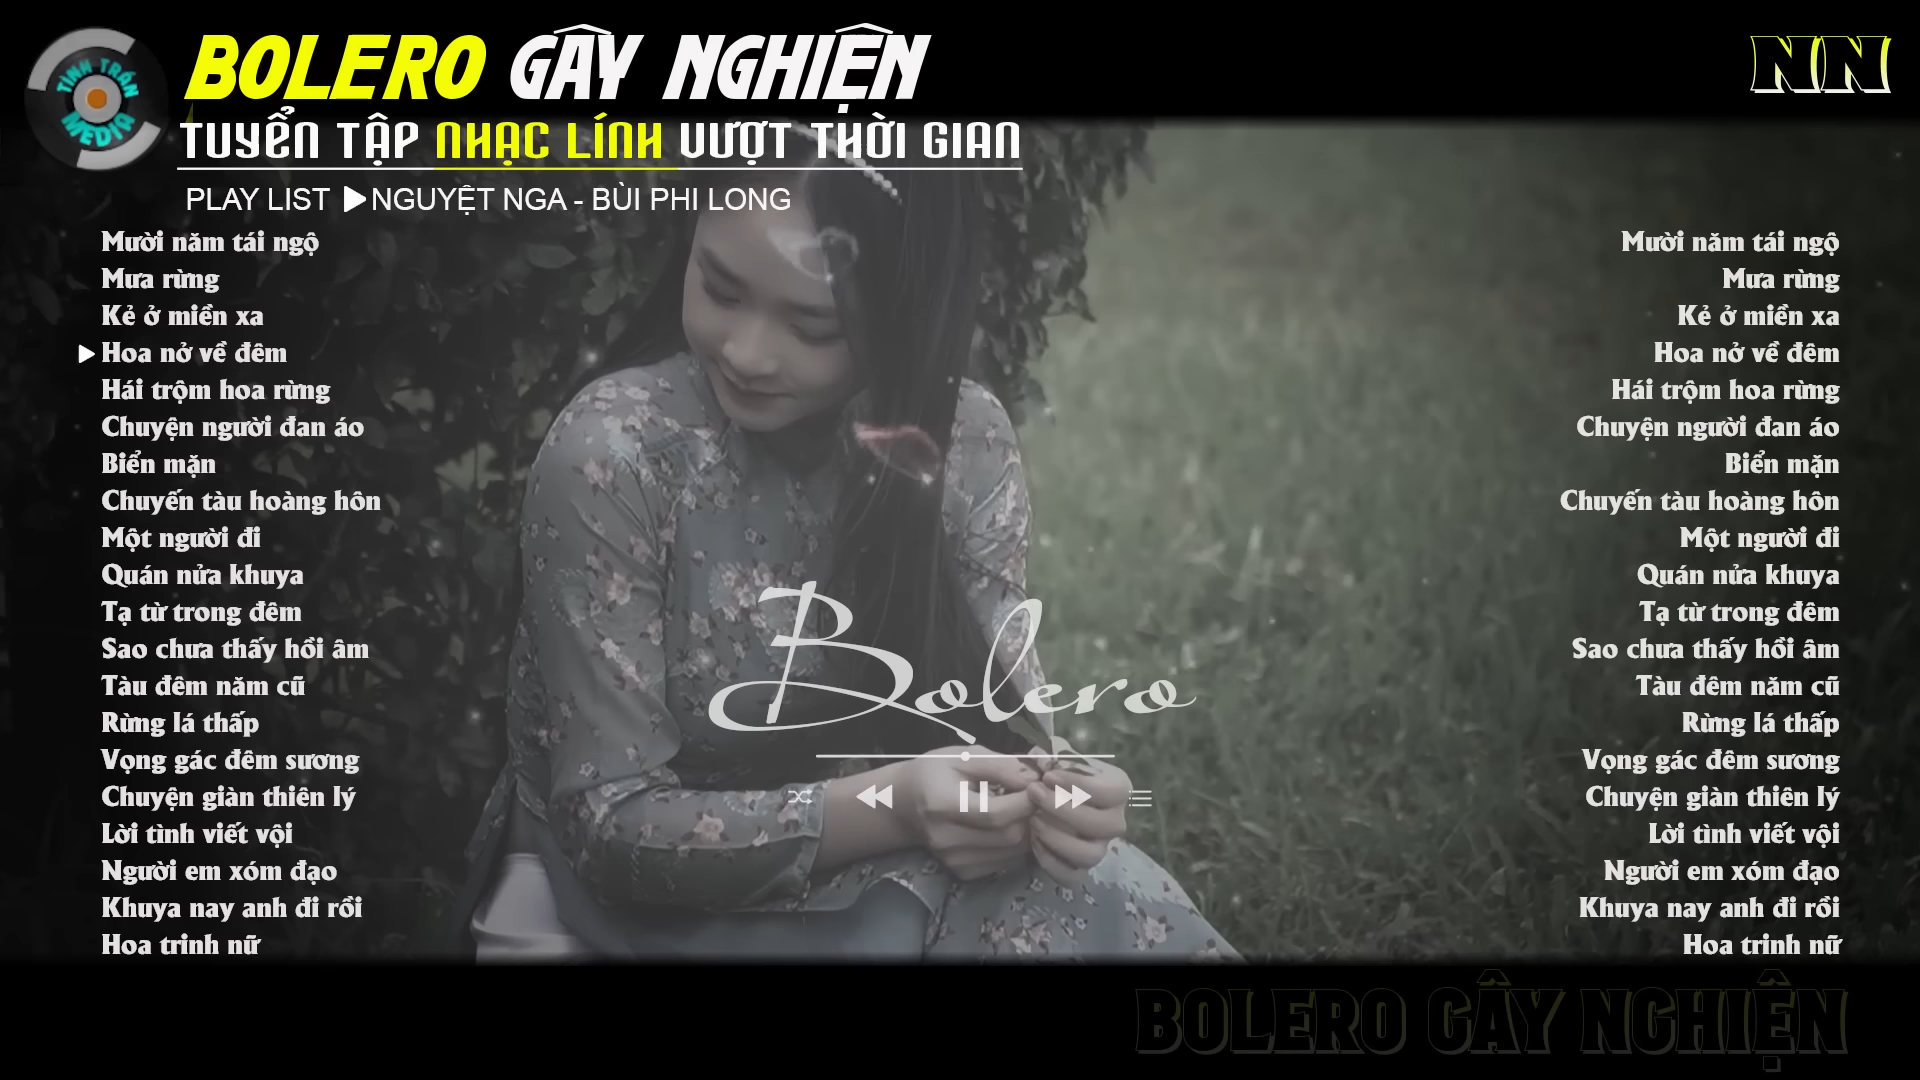 TÌNH TRẦN
MEDIA
BOLERO GÂY NGHIỆN
NN
TUYỂN TẬP NHẠC LÍNH VƯỢT THỜI GIAN
PLAY LIST ▶NGUYỆT NGA - BÙI PHI LONG
Mười năm tái ngộ
Mưa rừng
Kẻ ở miền xa
Hoa nở về đêm
Hái trộm hoa rừng
Chuyện người đan áo
Biển mặn
Chuyến tàu hoàng hôn
Một người đi
Quán nửa khuya
Tạ từ trong đêm
Sao chưa thấy hồi âm
Tàu đêm năm cũ
Rừng lá thấp
Vọng gác đêm sương
Chuyện giàn thiên lý
Lời tình viết vội
Người em xóm đạo
Khuya nay anh đi rồi
Hoa trinh nữ
Bolero
Mười năm tái ngộ
Mưa rừng
Kẻ ở miền xa
Hoa nở về đêm
Hái trộm hoa rừng
Chuyện người đan áo
Biển mặn
Chuyến tàu hoàng hôn
Một người đi
Quán nửa khuya
Tạ từ trong đêm
Sao chưa thấy hồi âm
Tàu đêm năm cũ
Rừng lá thấp
Vọng gác đêm sương
Chuyện giàn thiên lý
Lời tình viết vội
Người em xóm đạo
Khuya nay anh đi rồi
Hoa trinh nữ
BOLERO GÂY NGHIỆN